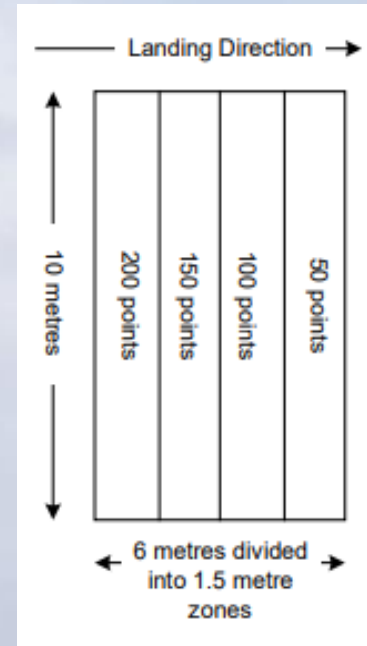 Landing Direction
10 metres
200 points
150 points
100 points
50 points
6 metres divided
into 1.5 metre
zones